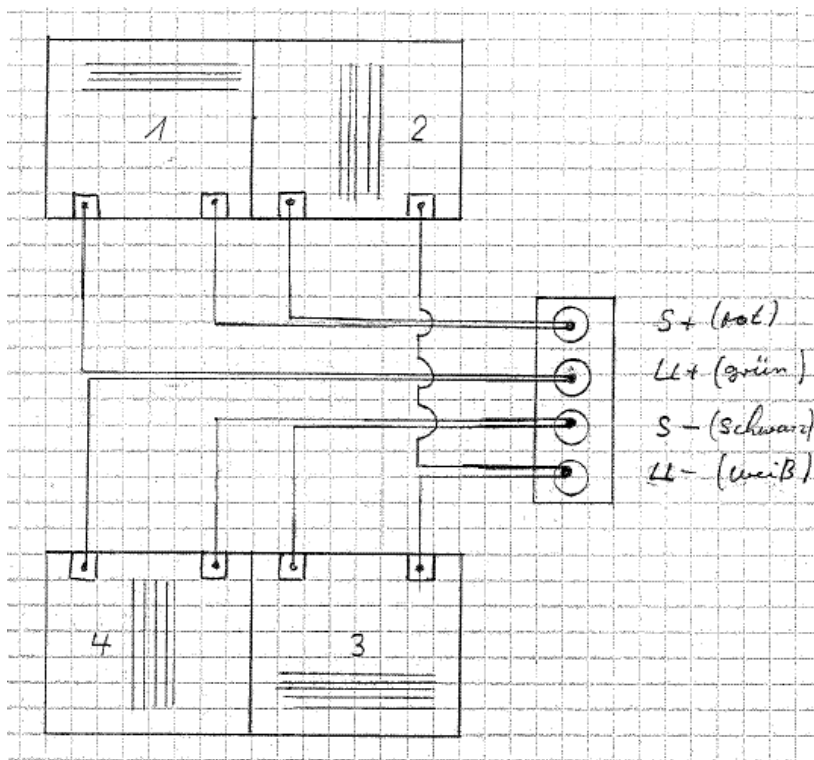 1
2
S+ (rot)
U+ (grün)
S- (Schwarz)
U- (weiß)
4
3